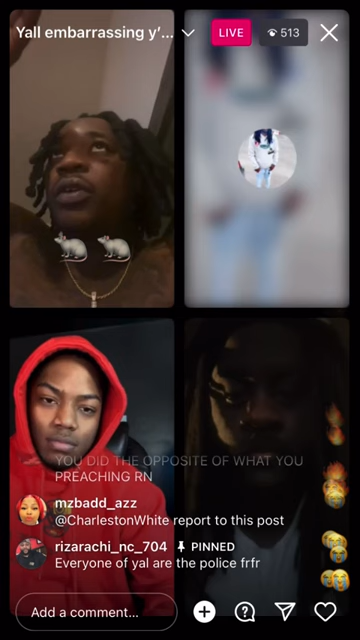 Yall embarrassing y'...
LIVE
513
YOU DID THE OPPOSITE OF WHAT YOU
PREACHING RN
mzbadd_azz
@CharlestonWhite report to this post
rizarachi_nc_704 PINNED
Everyone of yal are the police frfr
Add a comment...